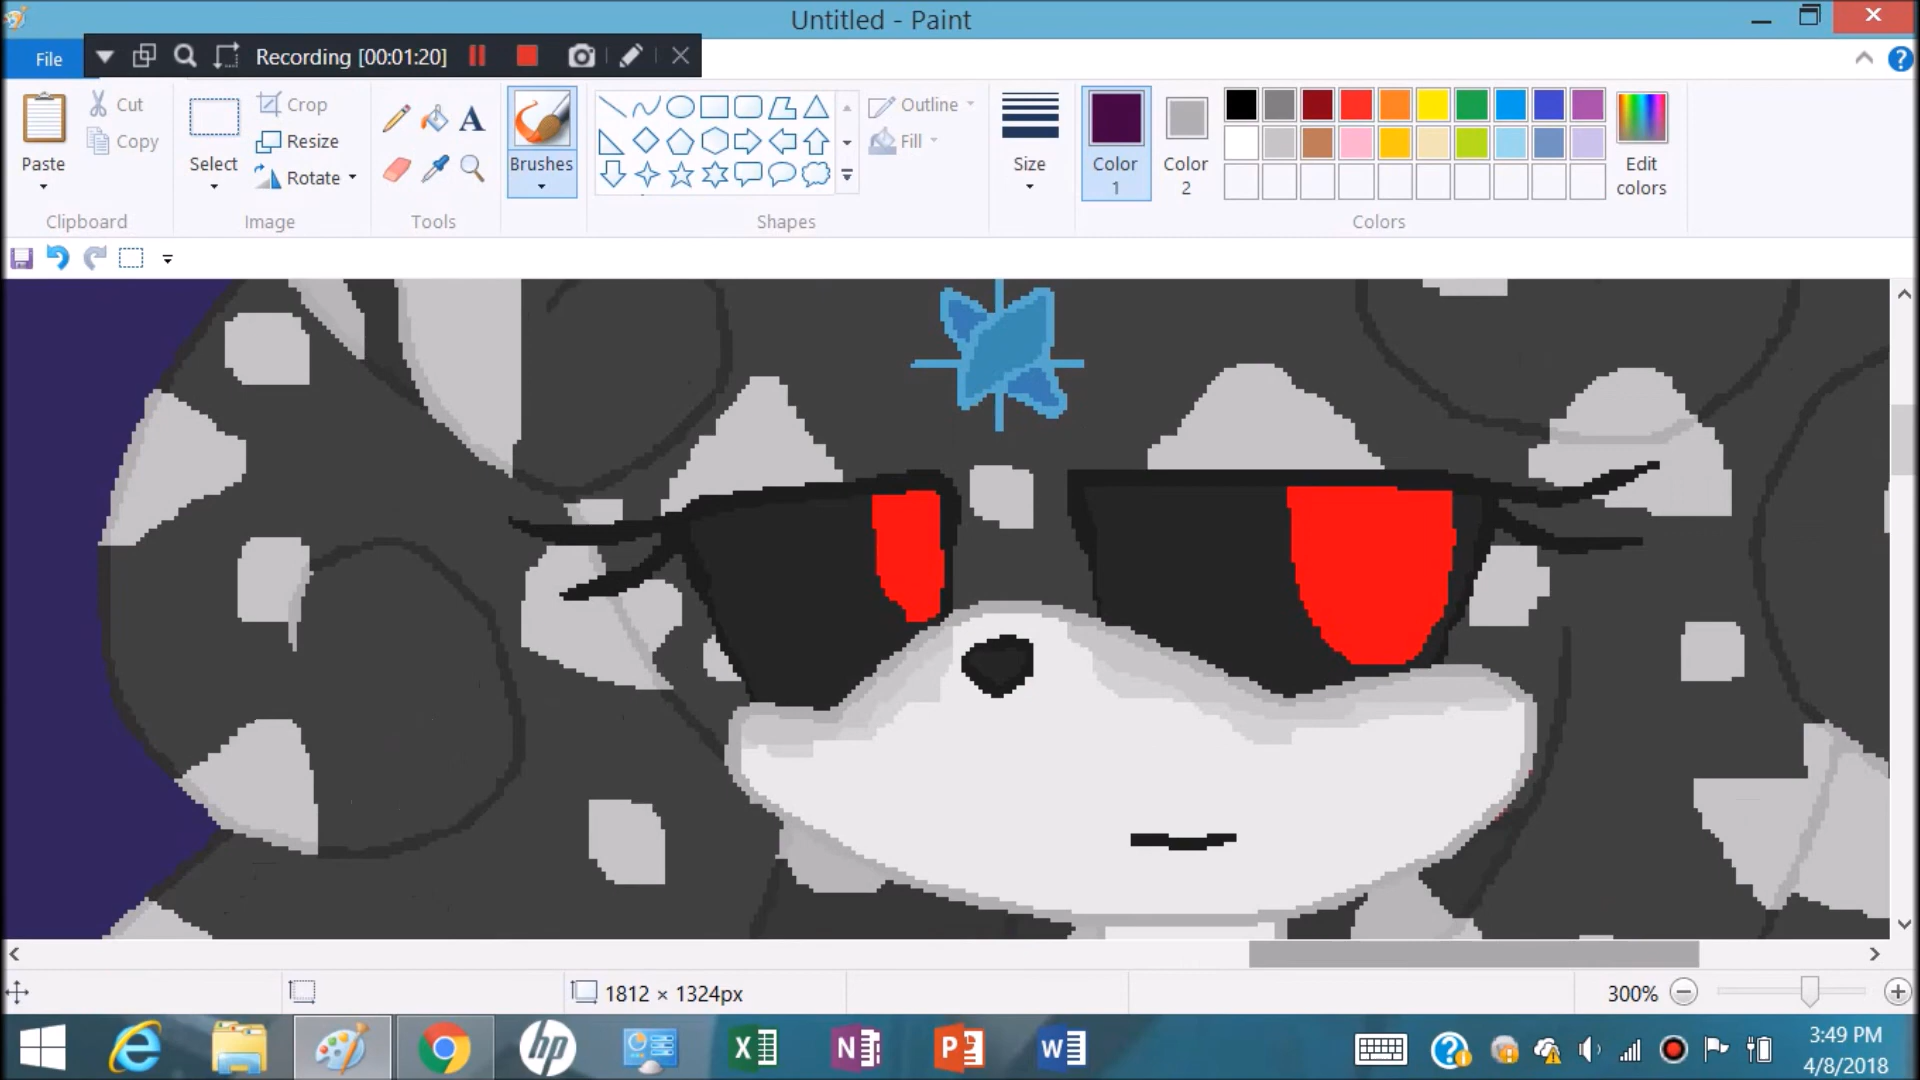 Untitled - Paint
File
Recording [00:01:20]
Cut
Crop
Outline
Copy
Resize
A
Fill
Paste
Select
Rotate
Brushes
Size
Color 1
Color 2
Edit colors
Clipboard
Image
Tools
Shapes
Colors
1812 × 1324px
300%
hp
X
N
P
W
3:49 PM
4/8/2018